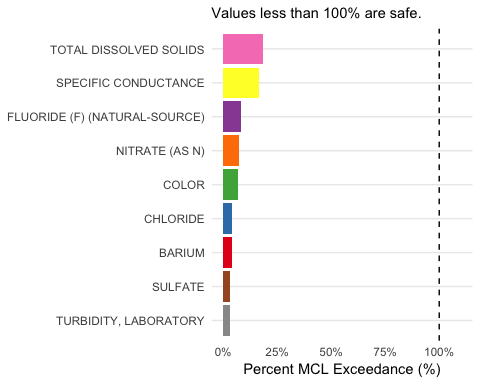 Values less than 100% are safe.
TOTAL DISSOLVED SOLIDS
SPECIFIC CONDUCTANCE
FLUORIDE (F) (NATURAL-SOURCE)
NITRATE (AS N)
COLOR
CHLORIDE
BARIUM
SULFATE
TURBIDITY, LABORATORY
0% 25% 50% 75% 100%
Percent MCL Exceedance (%)